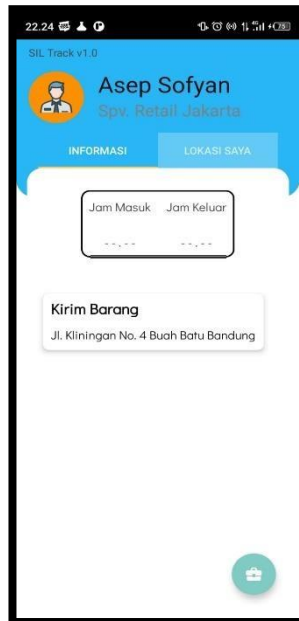 22.24
SIL Track v1.0
Asep Sofyan
Spv. Retail Jakarta
INFORMASI
LOKASI SAYA
Jam Masuk Jam Keluar
--.-- --.--
Kirim Barang
Jl. Kliningan No. 4 Buah Batu Bandung